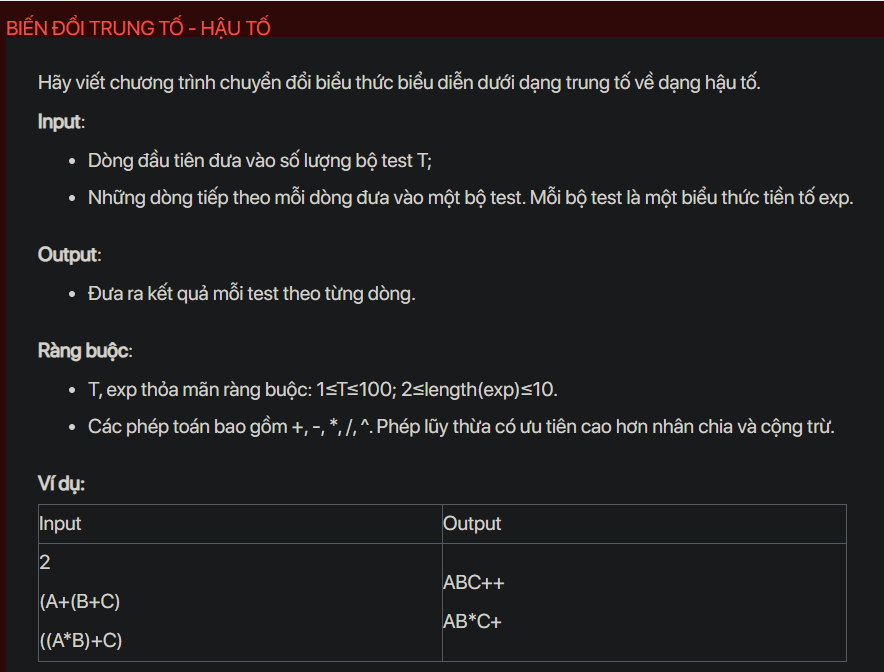 BIẾN ĐỔI TRUNG TỐ - HẬU TỐ
Hãy viết chương trình chuyển đổi biểu thức biểu diễn dưới dạng trung tố về dạng hậu tố.
Input:
• Dòng đầu tiên đưa vào số lượng bộ test T;
• Những dòng tiếp theo mỗi dòng đưa vào một bộ test. Mỗi bộ test là một biểu thức tiền tố exp.
Output:
• Đưa ra kết quả mỗi test theo từng dòng.
Ràng buộc:
• T, exp thỏa mãn ràng buộc: 1≤T≤100; 2≤length(exp)≤10.
• Các phép toán bao gồm +, -, *, /, ^. Phép lũy thừa có ưu tiên cao hơn nhân chia và cộng trừ.
Ví dụ:
Input
Output
2
(A+(B+C)
((A*B)+C)
ABC++
AB*C+